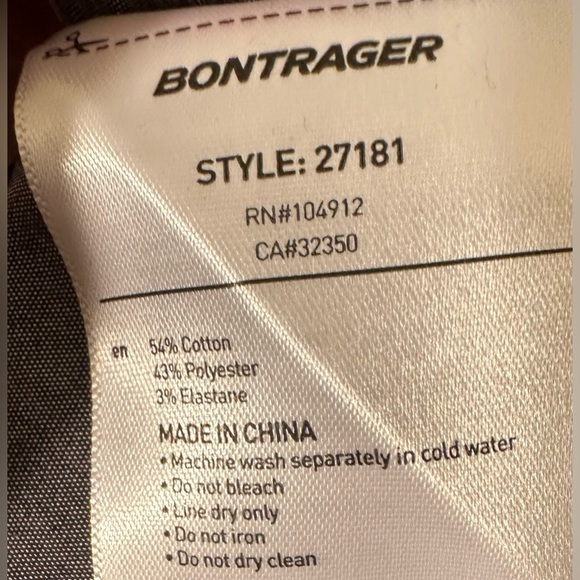 BONTRAGER
STYLE: 27181
RN#104912
CA#32350
en 54% Cotton
43% Polyester
3% Elastane
MADE IN CHINA
• Machine wash separately in cold water
• Do not bleach
• Line dry only
• Do not iron
• Do not dry clean